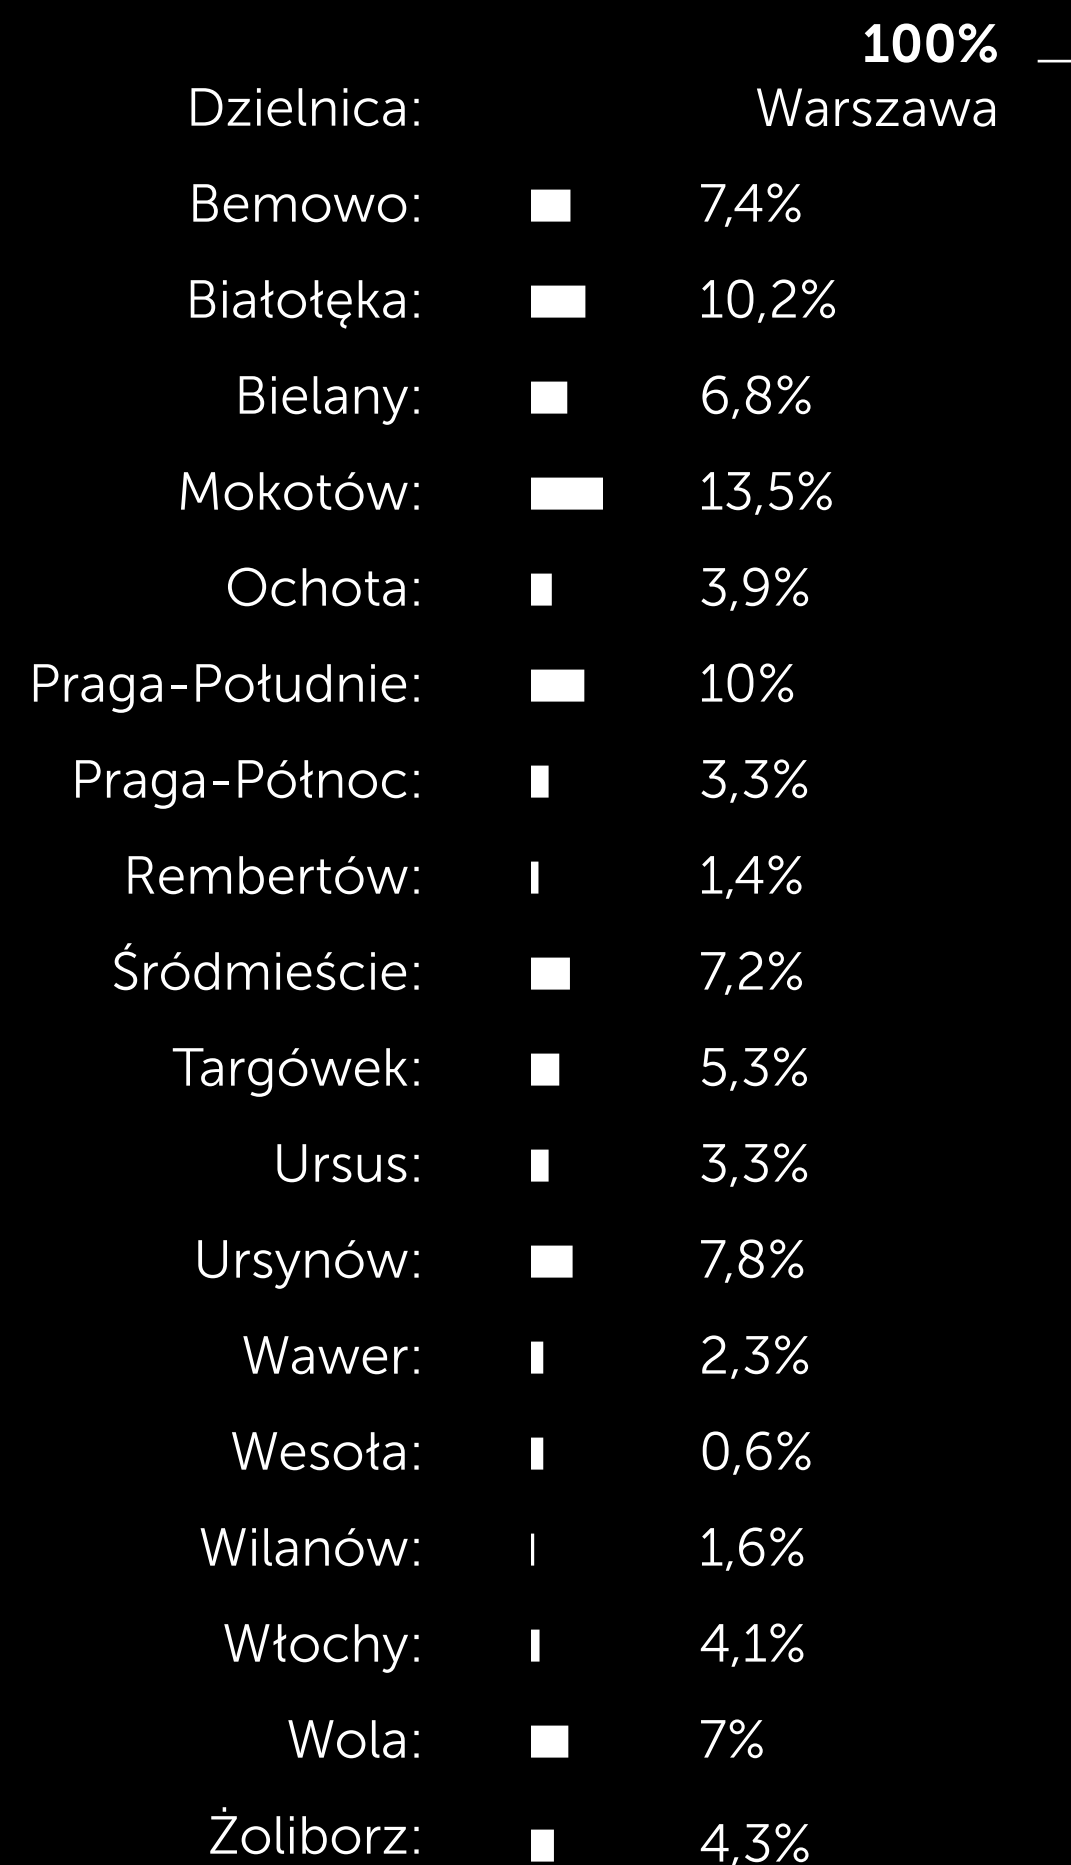 100%
Dzielnica: Warszawa
Bemowo: 7,4%
Białołęka: 10,2%
Bielany: 6,8%
Mokotów: 13,5%
Ochota: 3,9%
Praga-Południe: 10%
Praga-Północ: 3,3%
Rembertów: 1,4%
Śródmieście: 7,2%
Targówek: 5,3%
Ursus: 3,3%
Ursynów: 7,8%
Wawer: 2,3%
Wesoła: 0,6%
Wilanów: 1,6%
Włochy: 4,1%
Wola: 7%
Żoliborz: 4,3%